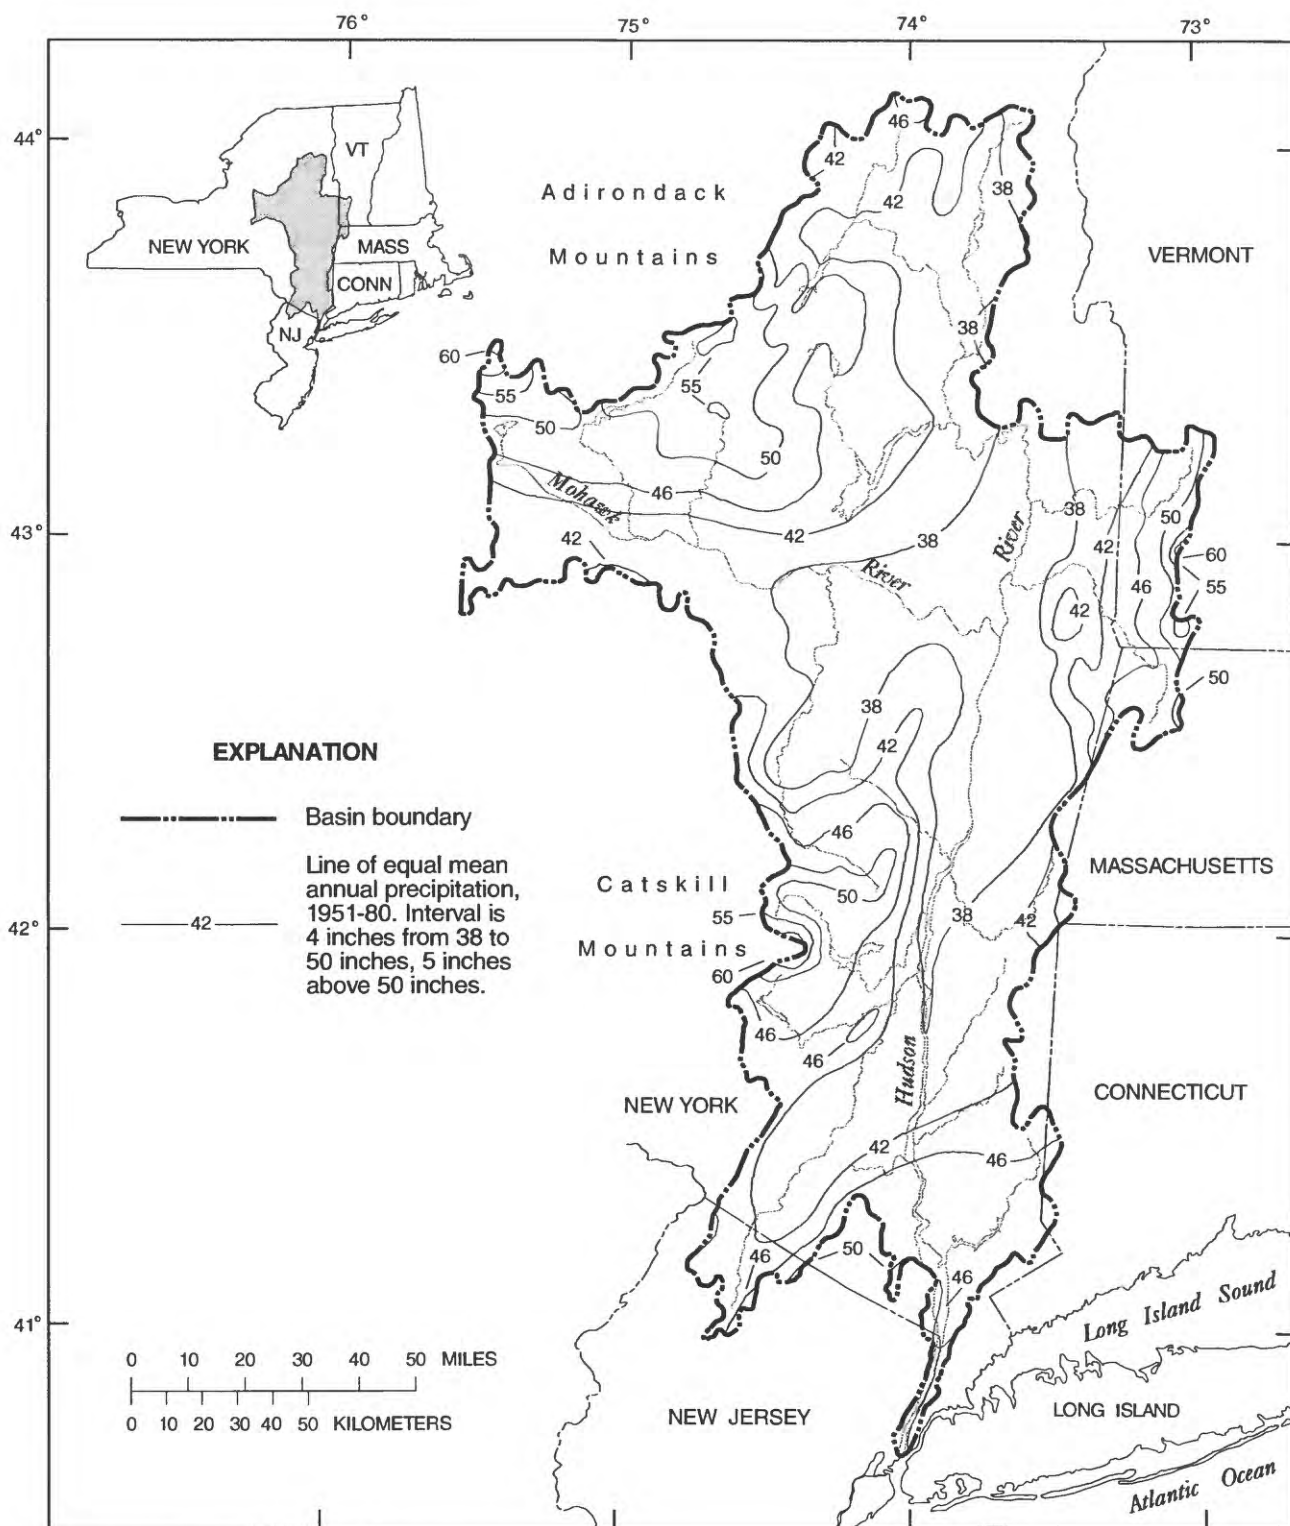 76° 75° 74° 73°
44°
43°
42°
41°
VT
NEW YORK
MASS
CONN
NJ
Adirondack
Mountains
VERMONT
46
42
42
38
38
60
55
55
50
50
46
Mohawk
42
42
38
River
River
38
42
50
60
46
55
42
50
38
42
46
50
Catskill
55
Mountains
60
38
42
MASSACHUSETTS
46
46
Hudson
NEW YORK
CONNECTICUT
42
46
46
50
46
EXPLANATION
Basin boundary
42
Line of equal mean
annual precipitation,
1951-80. Interval is
4 inches from 38 to
50 inches, 5 inches
above 50 inches.
0 10 20 30 40 50 MILES
0 10 20 30 40 50 KILOMETERS
NEW JERSEY
Long Island Sound
LONG ISLAND
Atlantic Ocean